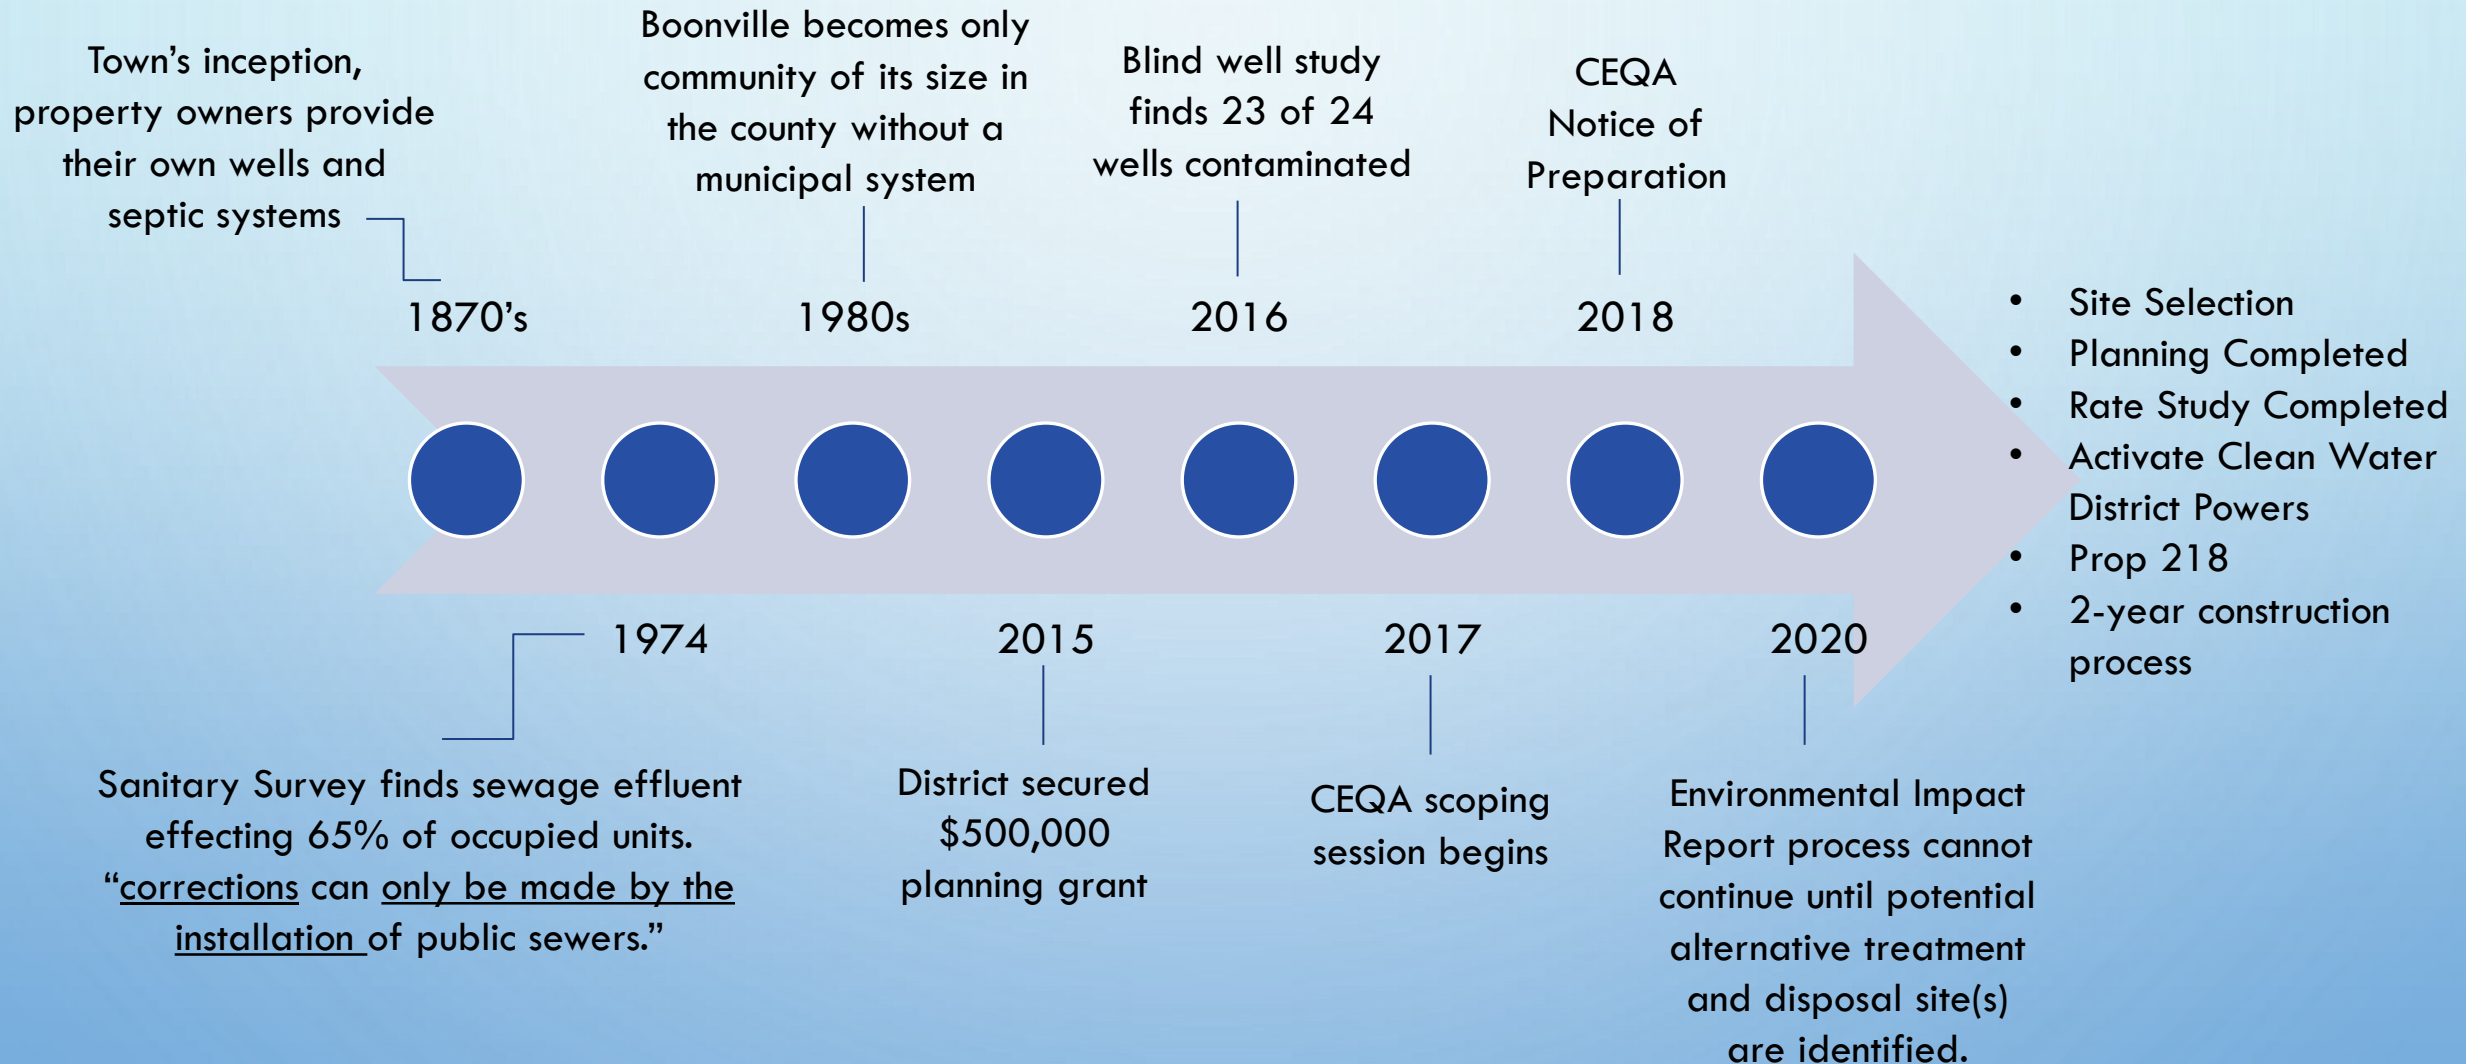 Town’s inception,
property owners provide
their own wells and
septic systems
1870’s
Sanitary Survey finds sewage effluent
effecting 65% of occupied units.
“corrections can only be made by the
installation of public sewers.”
1974
Boonville becomes only
community of its size in
the county without a
municipal system
1980s
District secured
$500,000
planning grant
2015
Blind well study
finds 23 of 24
wells contaminated
2016
CEQA scoping
session begins
2017
CEQA
Notice of
Preparation
2018
Environmental Impact
Report process cannot
continue until potential
alternative treatment
and disposal site(s)
are identified.
2020
• Site Selection
• Planning Completed
• Rate Study Completed
• Activate Clean Water
District Powers
• Prop 218
• 2-year construction
process